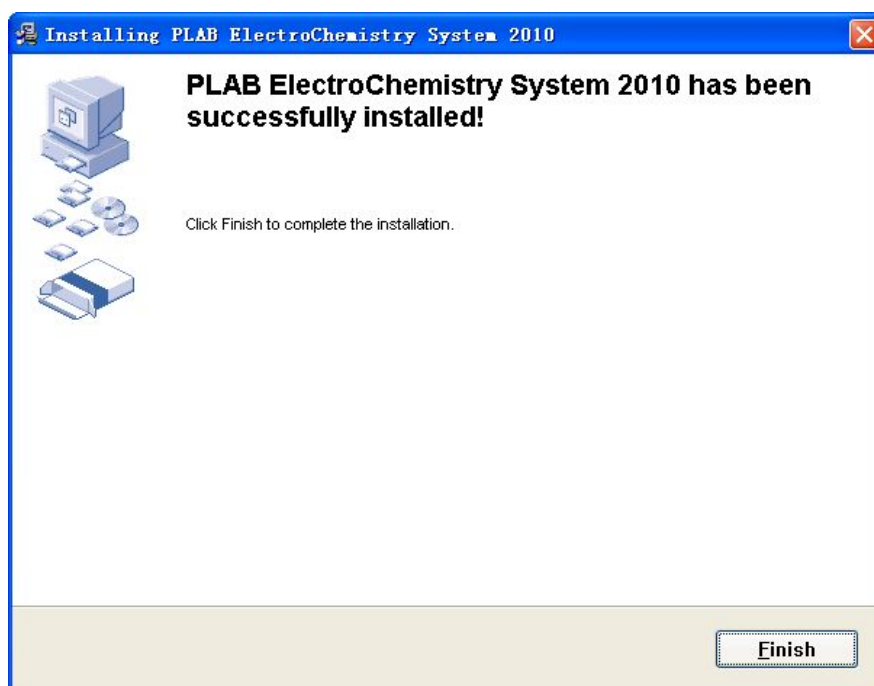 Installing PLAB ElectroChemistry System 2010
PLAB ElectroChemistry System 2010 has been
successfully installed!
Click Finish to complete the installation.
Finish